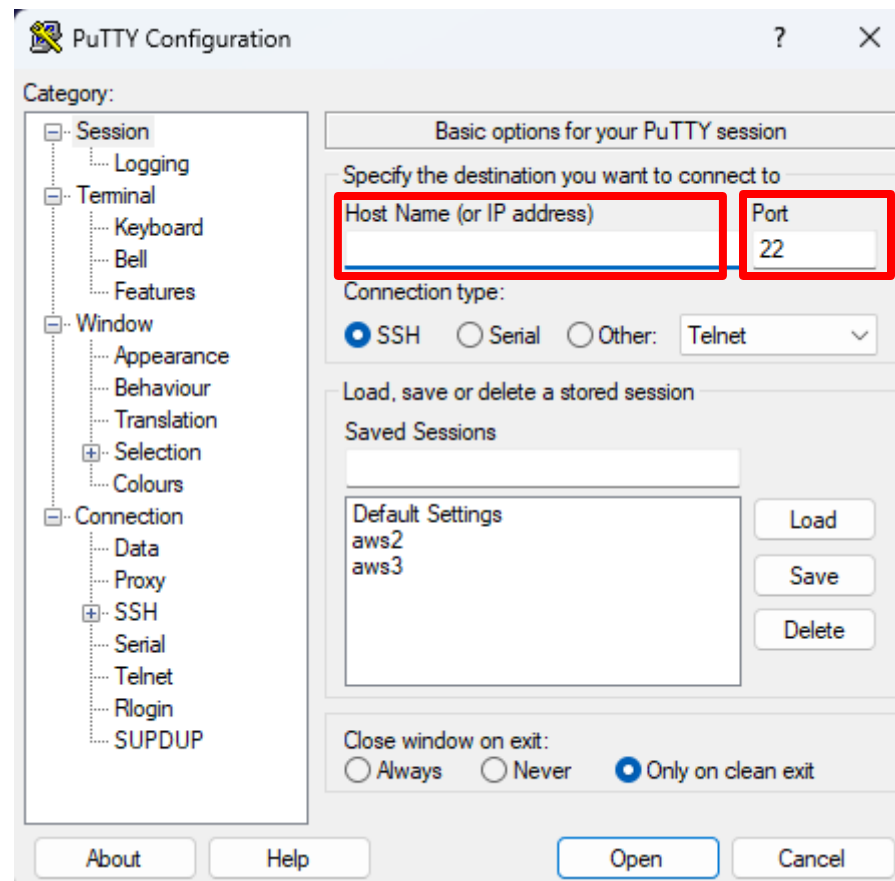 PuTTY Configuration ? ×
Category:
Session
Logging
Terminal
Keyboard
Bell
Features
Window
Appearance
Behaviour
Translation
Selection
Colours
Connection
Data
Proxy
SSH
Serial
Telnet
Rlogin
SUPDUP
Basic options for your PuTTY session
Specify the destination you want to connect to
Host Name (or IP address) Port
22
Connection type:
SSH Serial Other: Telnet
Load, save or delete a stored session
Saved Sessions
Default Settings
aws2
aws3
Load
Save
Delete
Close window on exit:
Always Never Only on clean exit
About Help Open Cancel